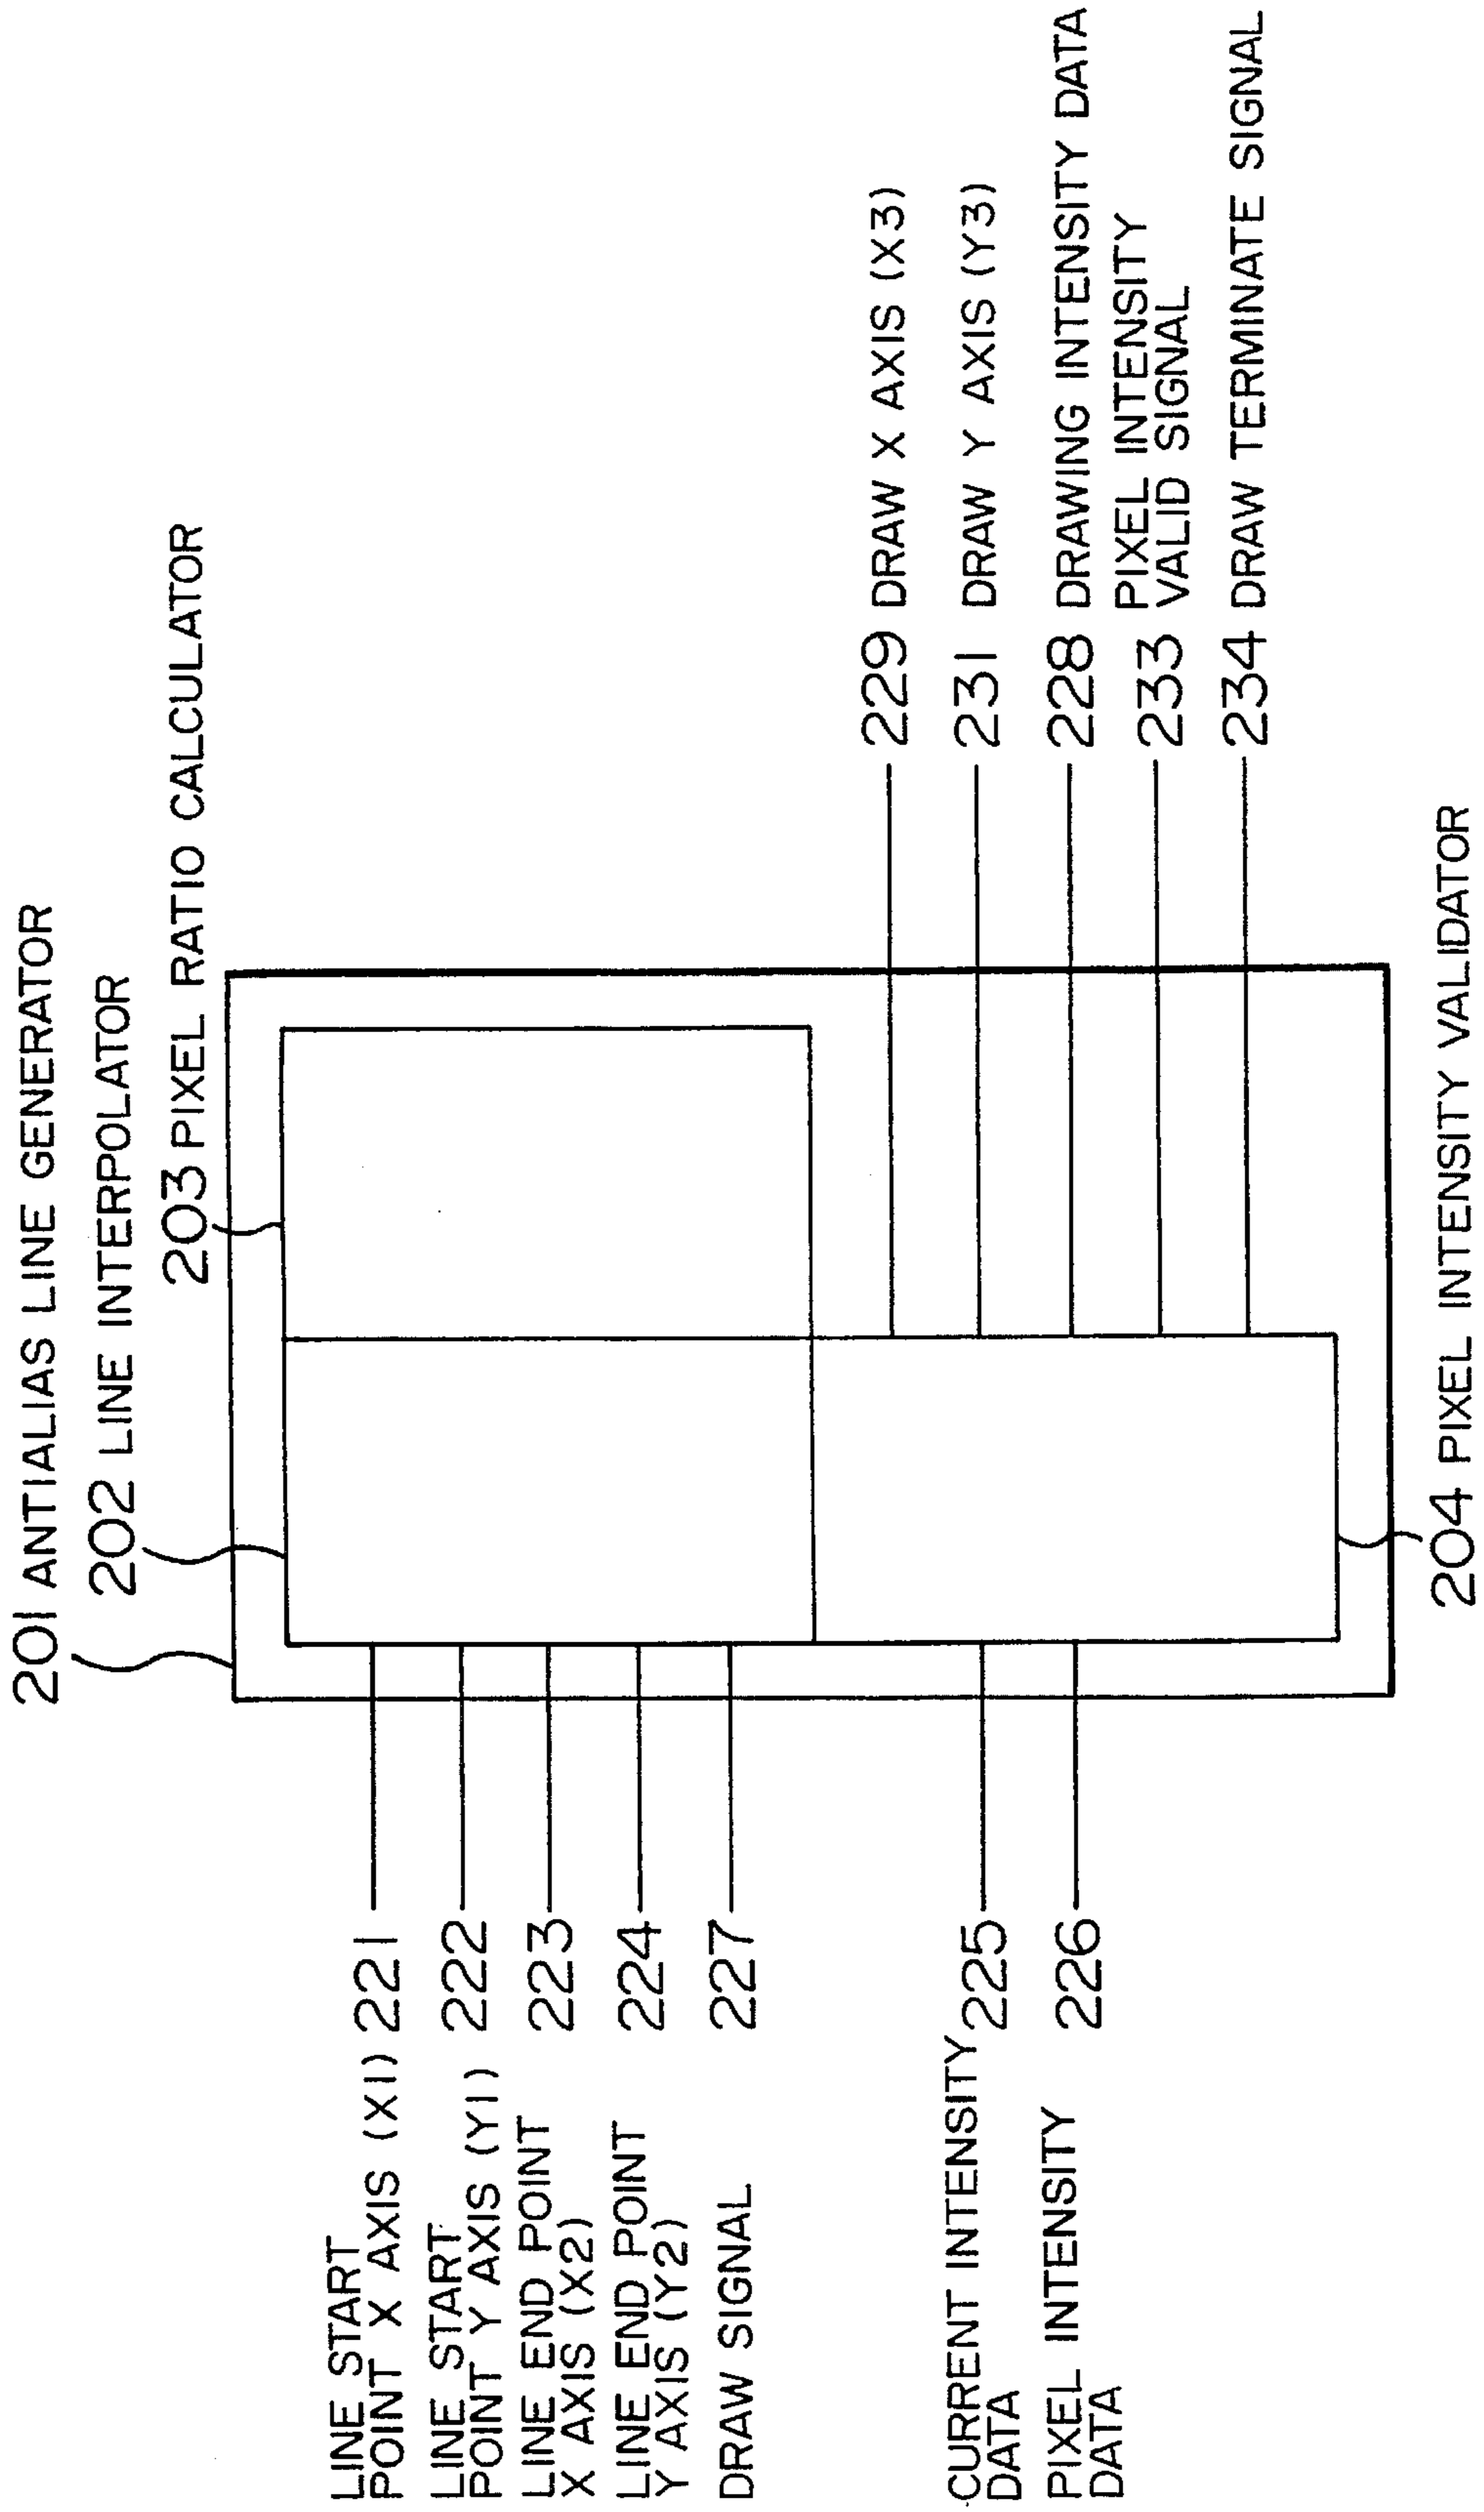 201 ANTIALIAS LINE GENERATOR
202 LINE INTERPOLATOR
203 PIXEL RATIO CALCULATOR
LINE START
POINT X AXIS (X1) 221
LINE START
POINT Y AXIS (Y1) 222
LINE END POINT
X AXIS (X2) 223
LINE END POINT
Y AXIS (Y2) 224
DRAW SIGNAL 227
CURRENT INTENSITY
DATA 225
PIXEL INTENSITY
DATA 226
229 DRAW X AXIS (X3)
231 DRAW Y AXIS (Y3)
228 DRAWING INTENSITY DATA
233 PIXEL INTENSITY
VALID SIGNAL
234 DRAW TERMINATE SIGNAL
204 PIXEL INTENSITY VALIDATOR